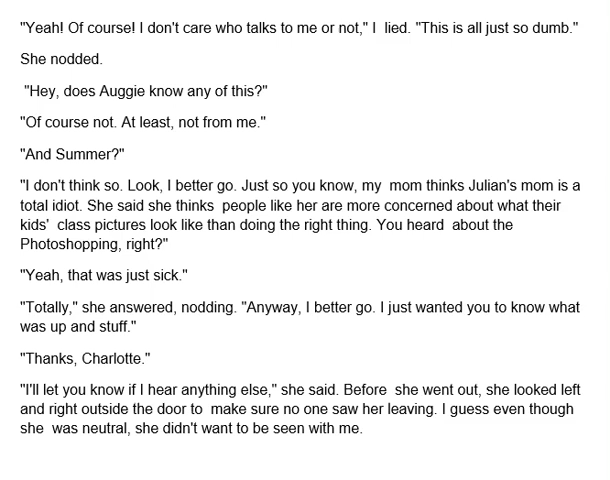 "Yeah! Of course! I don't care who talks to me or not," I lied. "This is all just so dumb."
She nodded.
"Hey, does Auggie know any of this?"
"Of course not. At least, not from me."
"And Summer?"
"I don't think so. Look, I better go. Just so you know, my mom thinks Julian's mom is a
total idiot. She said she thinks people like her are more concerned about what their
kids' class pictures look like than doing the right thing. You heard about the
Photoshopping, right?"
"Yeah, that was just sick."
"Totally," she answered, nodding. "Anyway, I better go. I just wanted you to know what
was up and stuff."
"Thanks, Charlotte."
"I'll let you know if I hear anything else," she said. Before she went out, she looked left
and right outside the door to make sure no one saw her leaving. I guess even though
she was neutral, she didn't want to be seen with me.